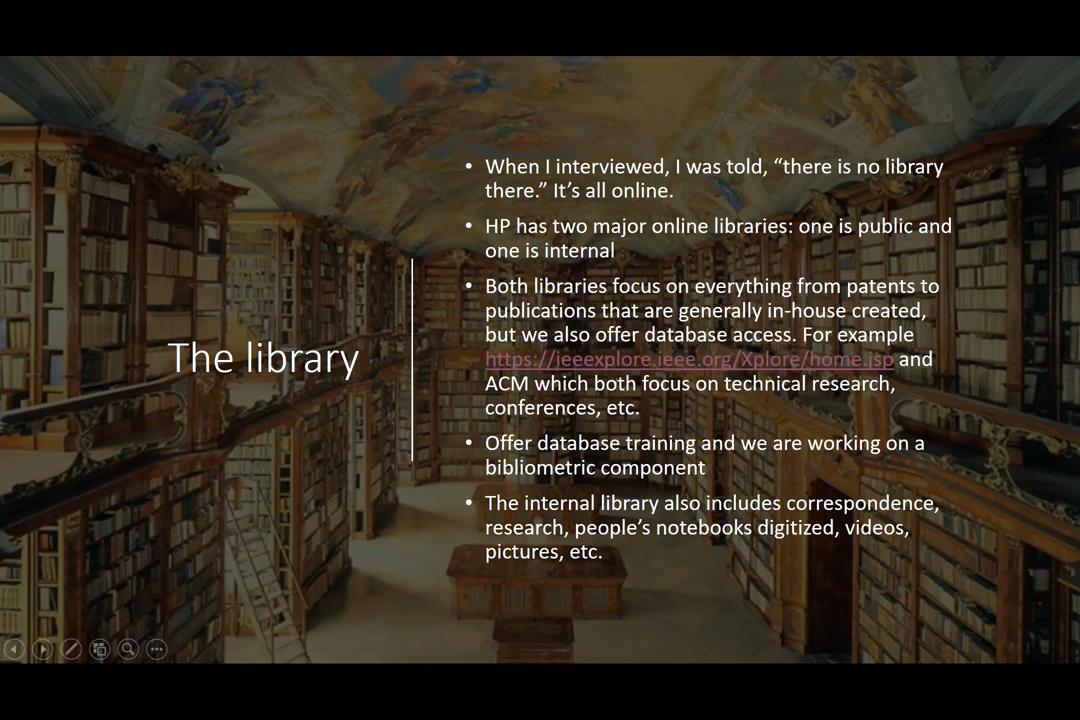 The library
• When I interviewed, I was told, “there is no library
there.” It’s all online.
• HP has two major online libraries: one is public and
one is internal
• Both libraries focus on everything from patents to
publications that are generally in-house created,
but we also offer database access. For example
https://ieeexplore.ieee.org/Xplore/home.jsp and
ACM which both focus on technical research,
conferences, etc.
• Offer database training and we are working on a
bibliometric component
• The internal library also includes correspondence,
research, people’s notebooks digitized, videos,
pictures, etc.